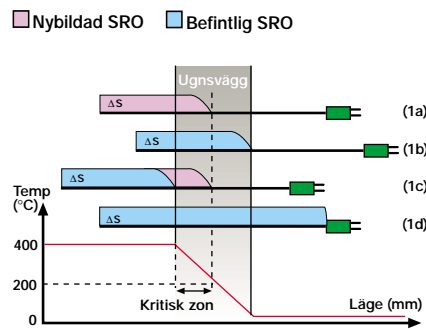 Nybildad SRO
Befintlig SRO
Ugnsvägg
ΔS
(1a)
ΔS
(1b)
ΔS
(1c)
ΔS
(1d)
Temp
(°C)
400
200
0
Kritisk zon
Läge (mm)